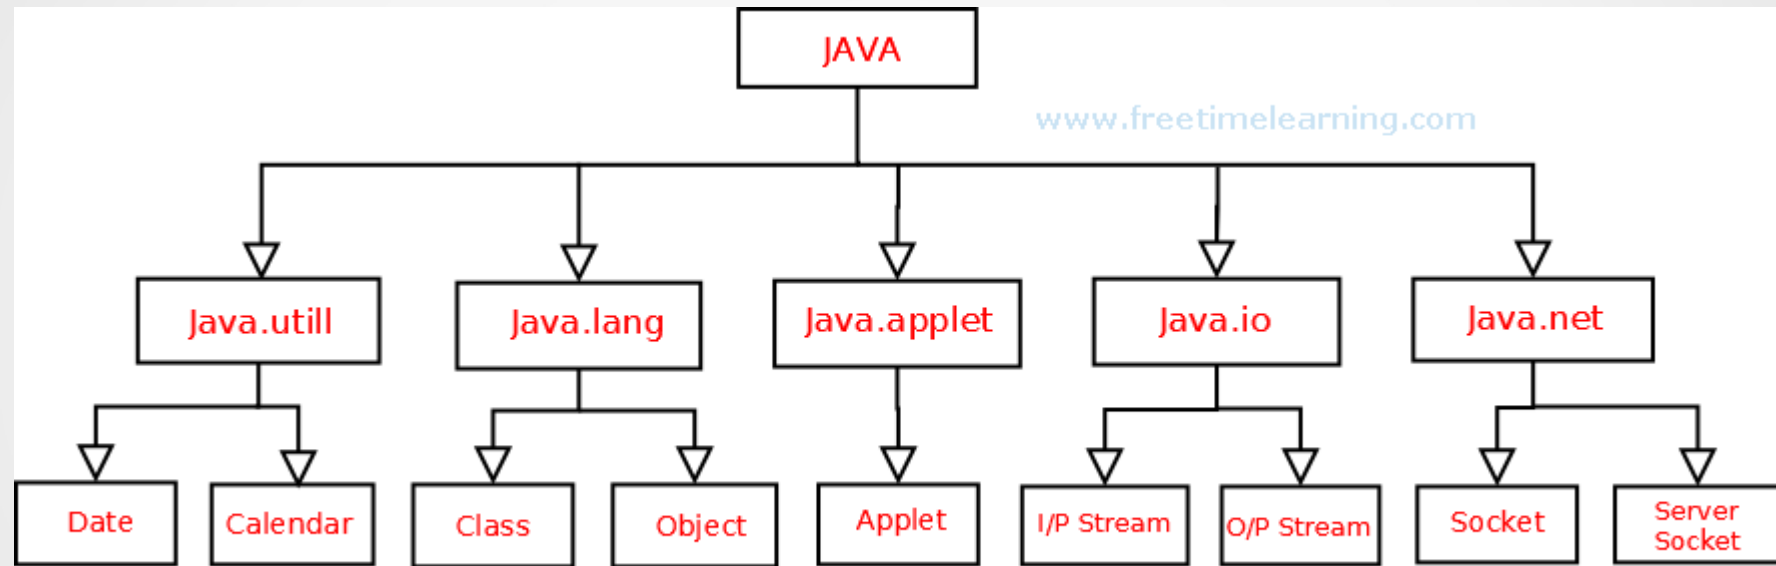 JAVA
www.freetimelearning.com
Java.utill
Java.lang
Java.applet
Java.io
Java.net
Date
Calendar
Class
Object
Applet
I/P Stream
O/P Stream
Socket
Server
Socket